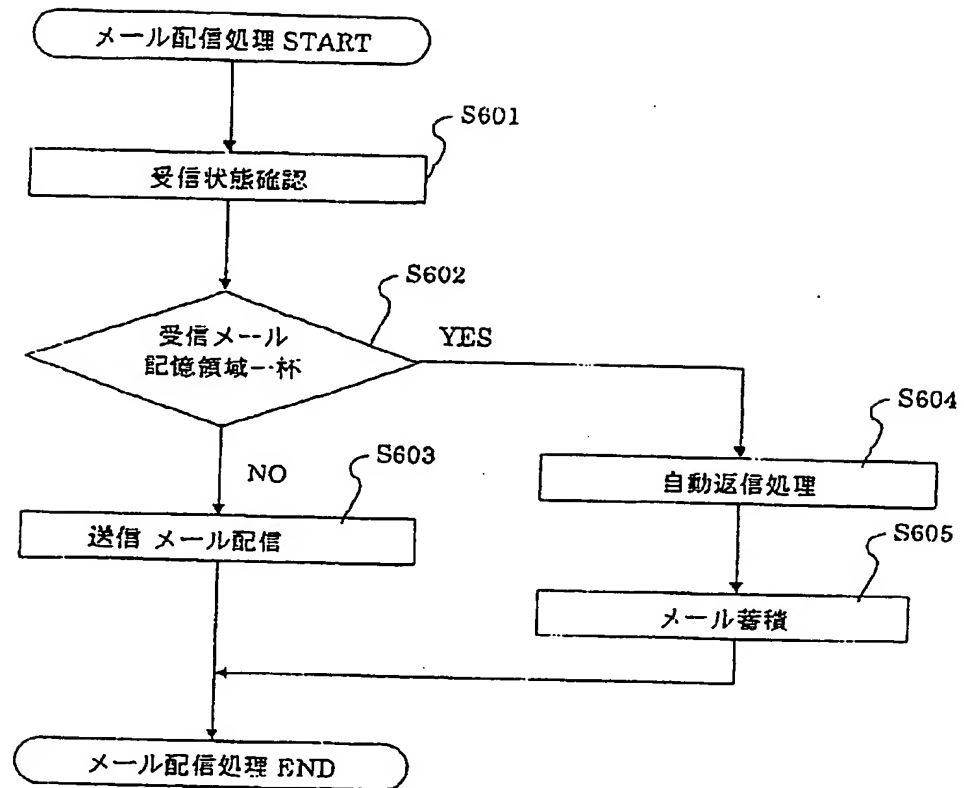 メール配信処理 START
S601
受信状態確認
S602
受信メール
記憶領域一杯
YES
NO
S603
送信 メール配信
S604
自動返信処理
S605
メール蓄積
メール配信処理 END